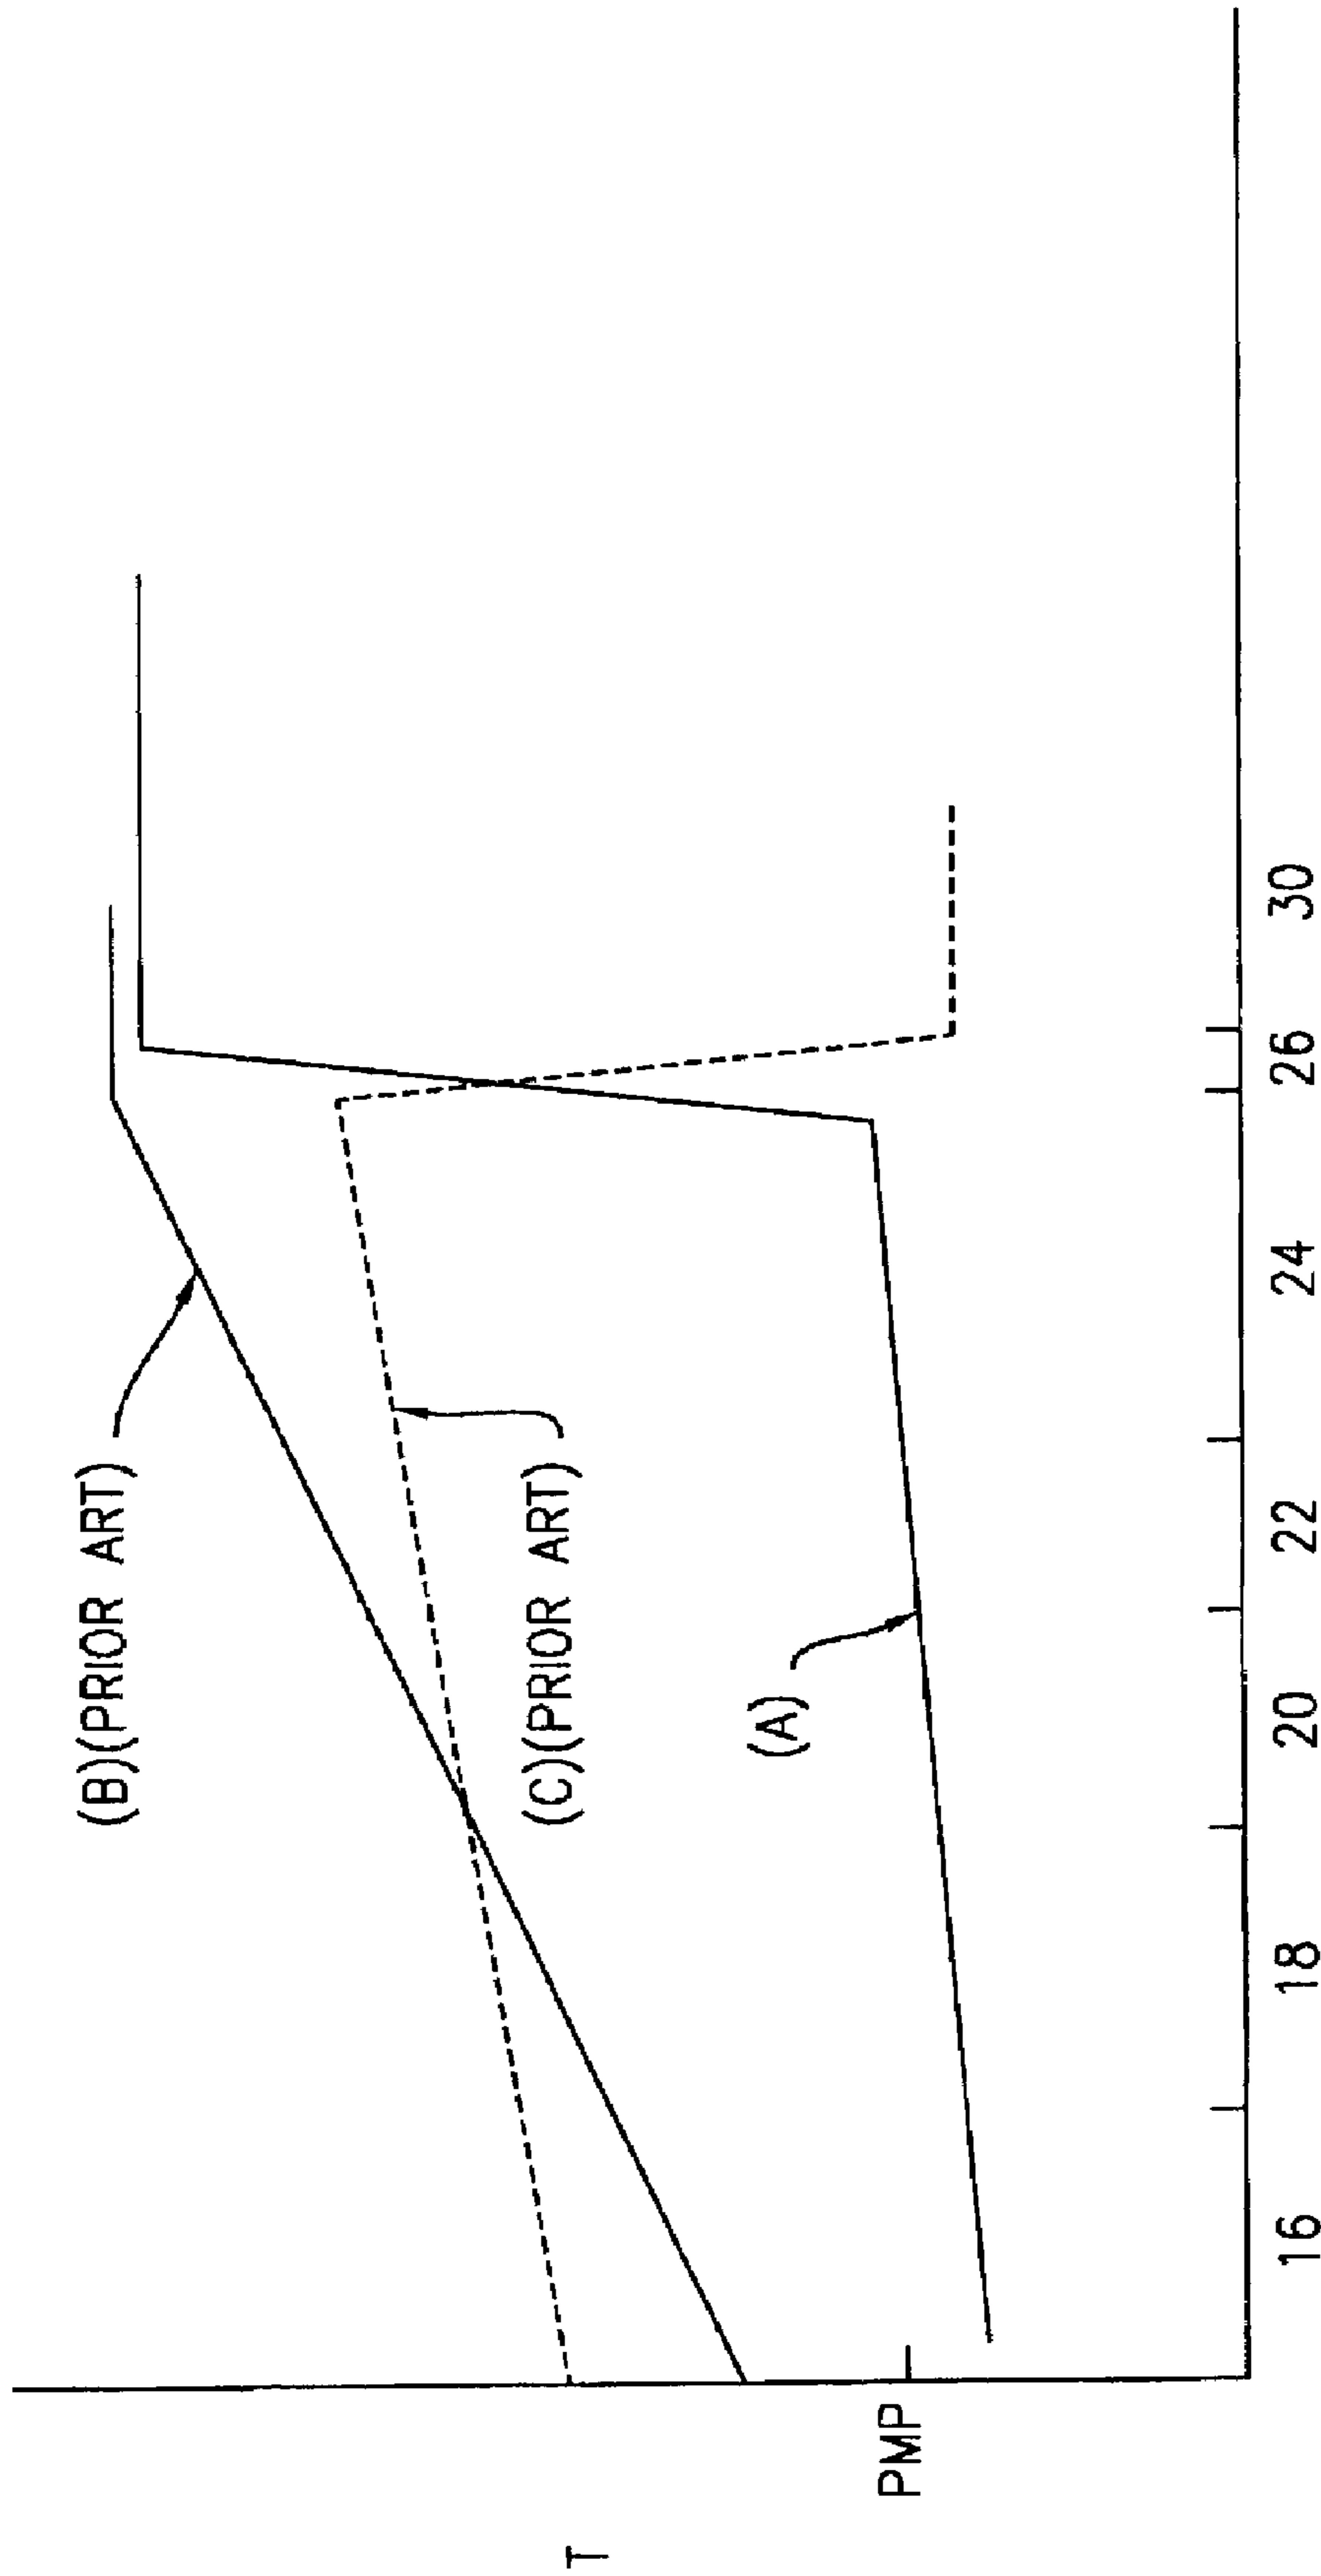 (B)(PRIOR ART)
(C)(PRIOR ART)
(A)
T
PMP
16 18 20 22 24 26 30